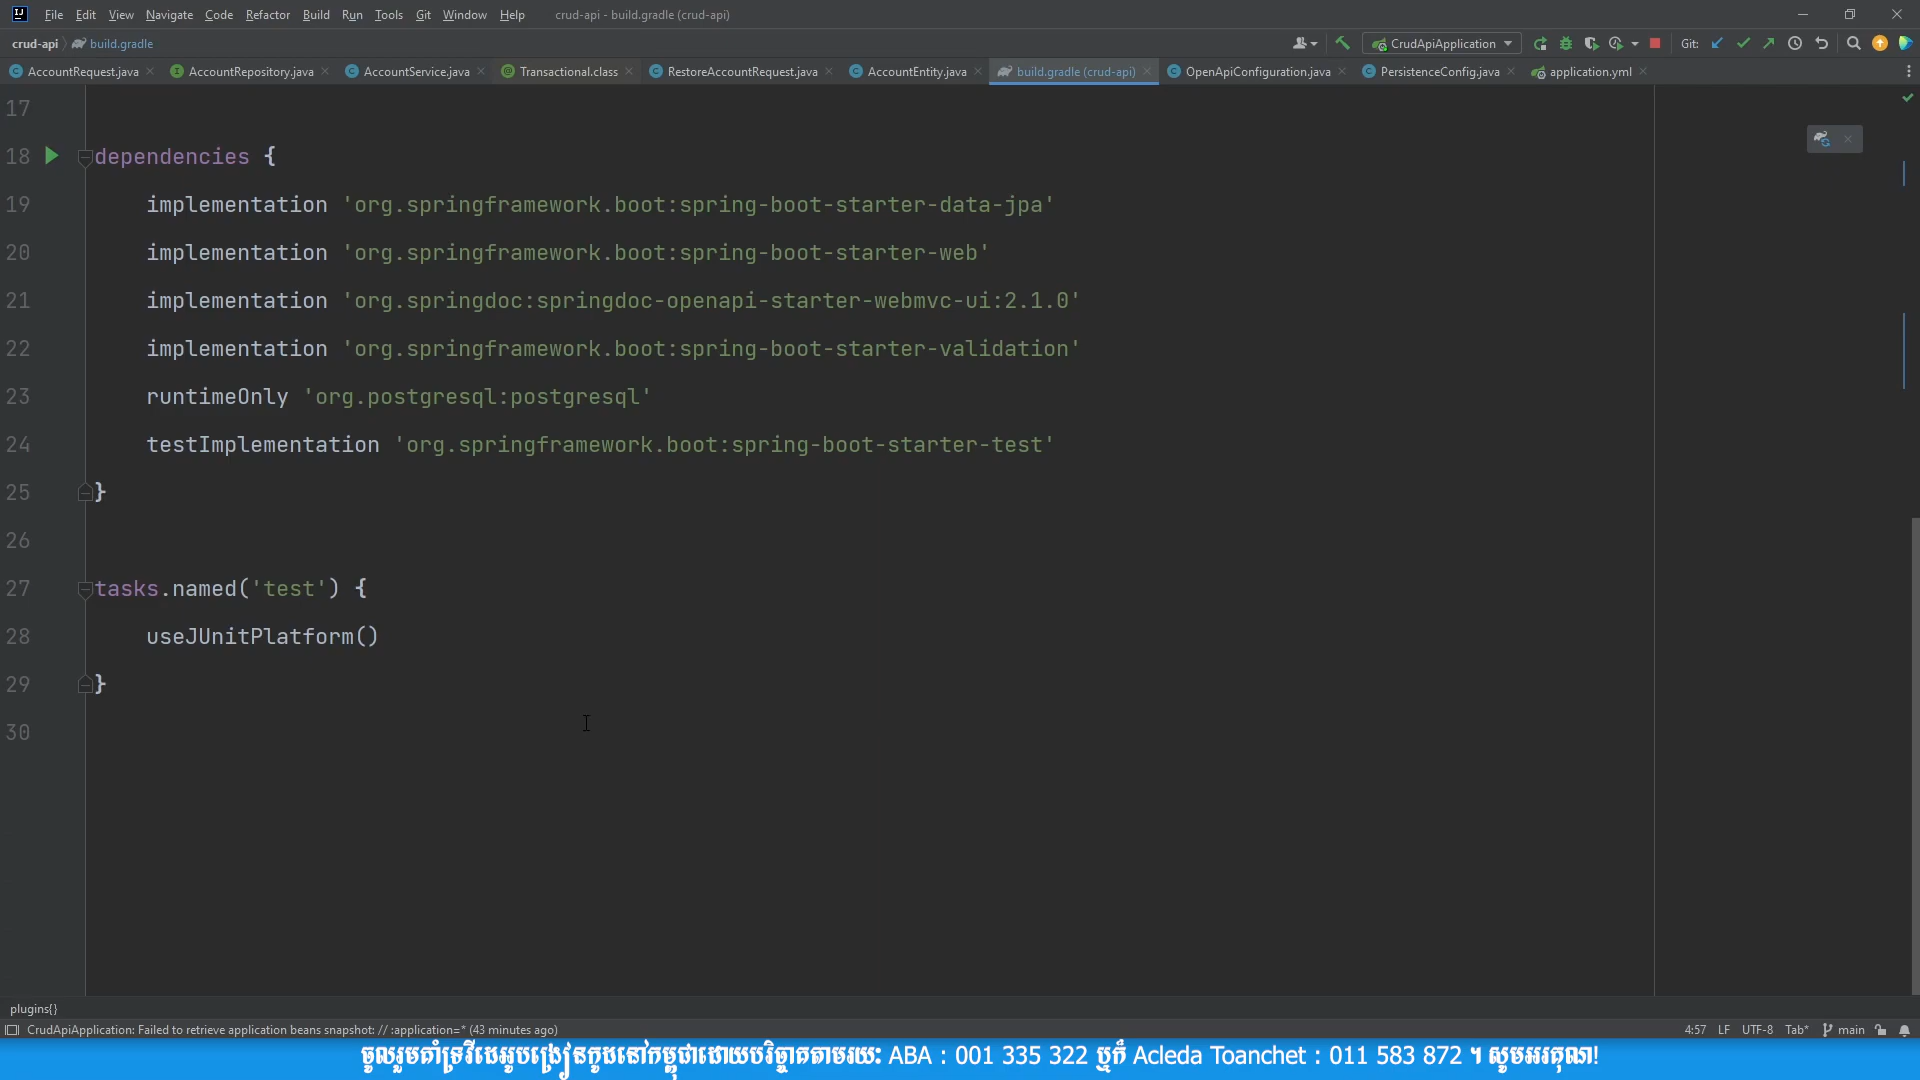 File Edit View Navigate Code Refactor Build Run Tools Git Window Help crud-api - build.gradle (crud-api)
crud-api build.gradle CrudApiApplication Git:
AccountRequest.java AccountRepository.java AccountService.java Transactional.class RestoreAccountRequest.java AccountEntity.java build.gradle (crud-api) OpenApiConfiguration.java PersistenceConfig.java application.yml
17
18 dependencies {
19 implementation 'org.springframework.boot:spring-boot-starter-data-jpa'
20 implementation 'org.springframework.boot:spring-boot-starter-web'
21 implementation 'org.springdoc:springdoc-openapi-starter-webmvc-ui:2.1.0'
22 implementation 'org.springframework.boot:spring-boot-starter-validation'
23 runtimeOnly 'org.postgresql:postgresql'
24 testImplementation 'org.springframework.boot:spring-boot-starter-test'
25 }
26
27 tasks.named('test') {
28 useJUnitPlatform()
29 }
30
plugins{}
CrudApiApplication: Failed to retrieve application beans snapshot: // :application=* (43 minutes ago) 4:57 LF UTF-8 Tab* main
ចូលរួមគាំទ្រវីដេអូបង្រៀនកូដនៅកម្ពុជាដោយបរិច្ចាគតាមរយៈ ABA : 001 335 322 ឬក៏ Acleda Toanchet : 011 583 872 ។ សូមអរគុណ!